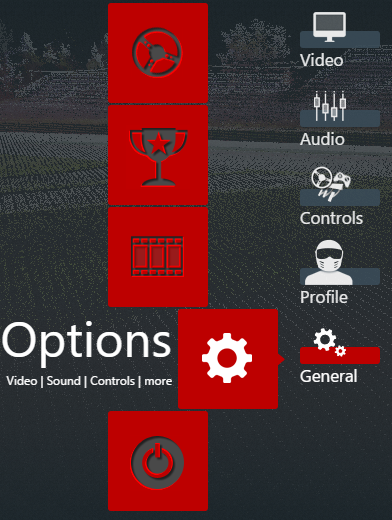 Options
Video | Sound | Controls | more
Video
Audio
Controls
Profile
General